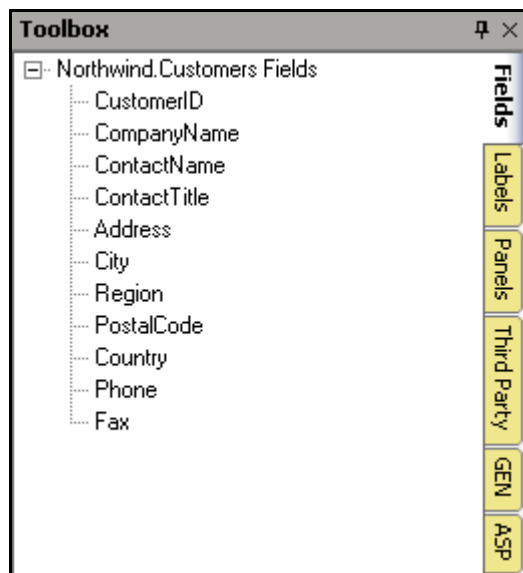 Toolbox
Northwind.Customers Fields
CustomerID
CompanyName
ContactName
ContactTitle
Address
City
Region
PostalCode
Country
Phone
Fax
Fields
Labels
Panels
Third Party
GEN
ASP